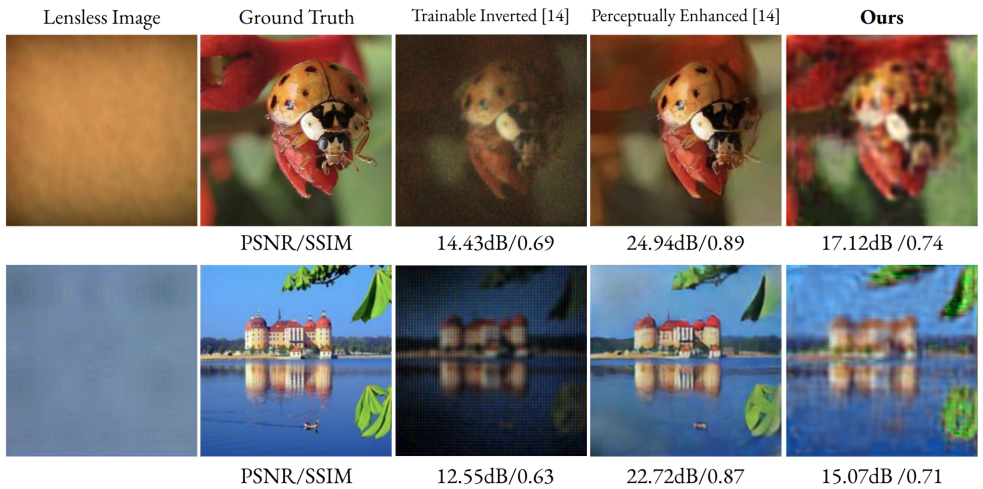 Lensless Image Ground Truth Trainable Inverted [14] Perceptually Enhanced [14] Ours
PSNR/SSIM 14.43dB/0.69 24.94dB/0.89 17.12dB /0.74
PSNR/SSIM 12.55dB/0.63 22.72dB/0.87 15.07dB /0.71